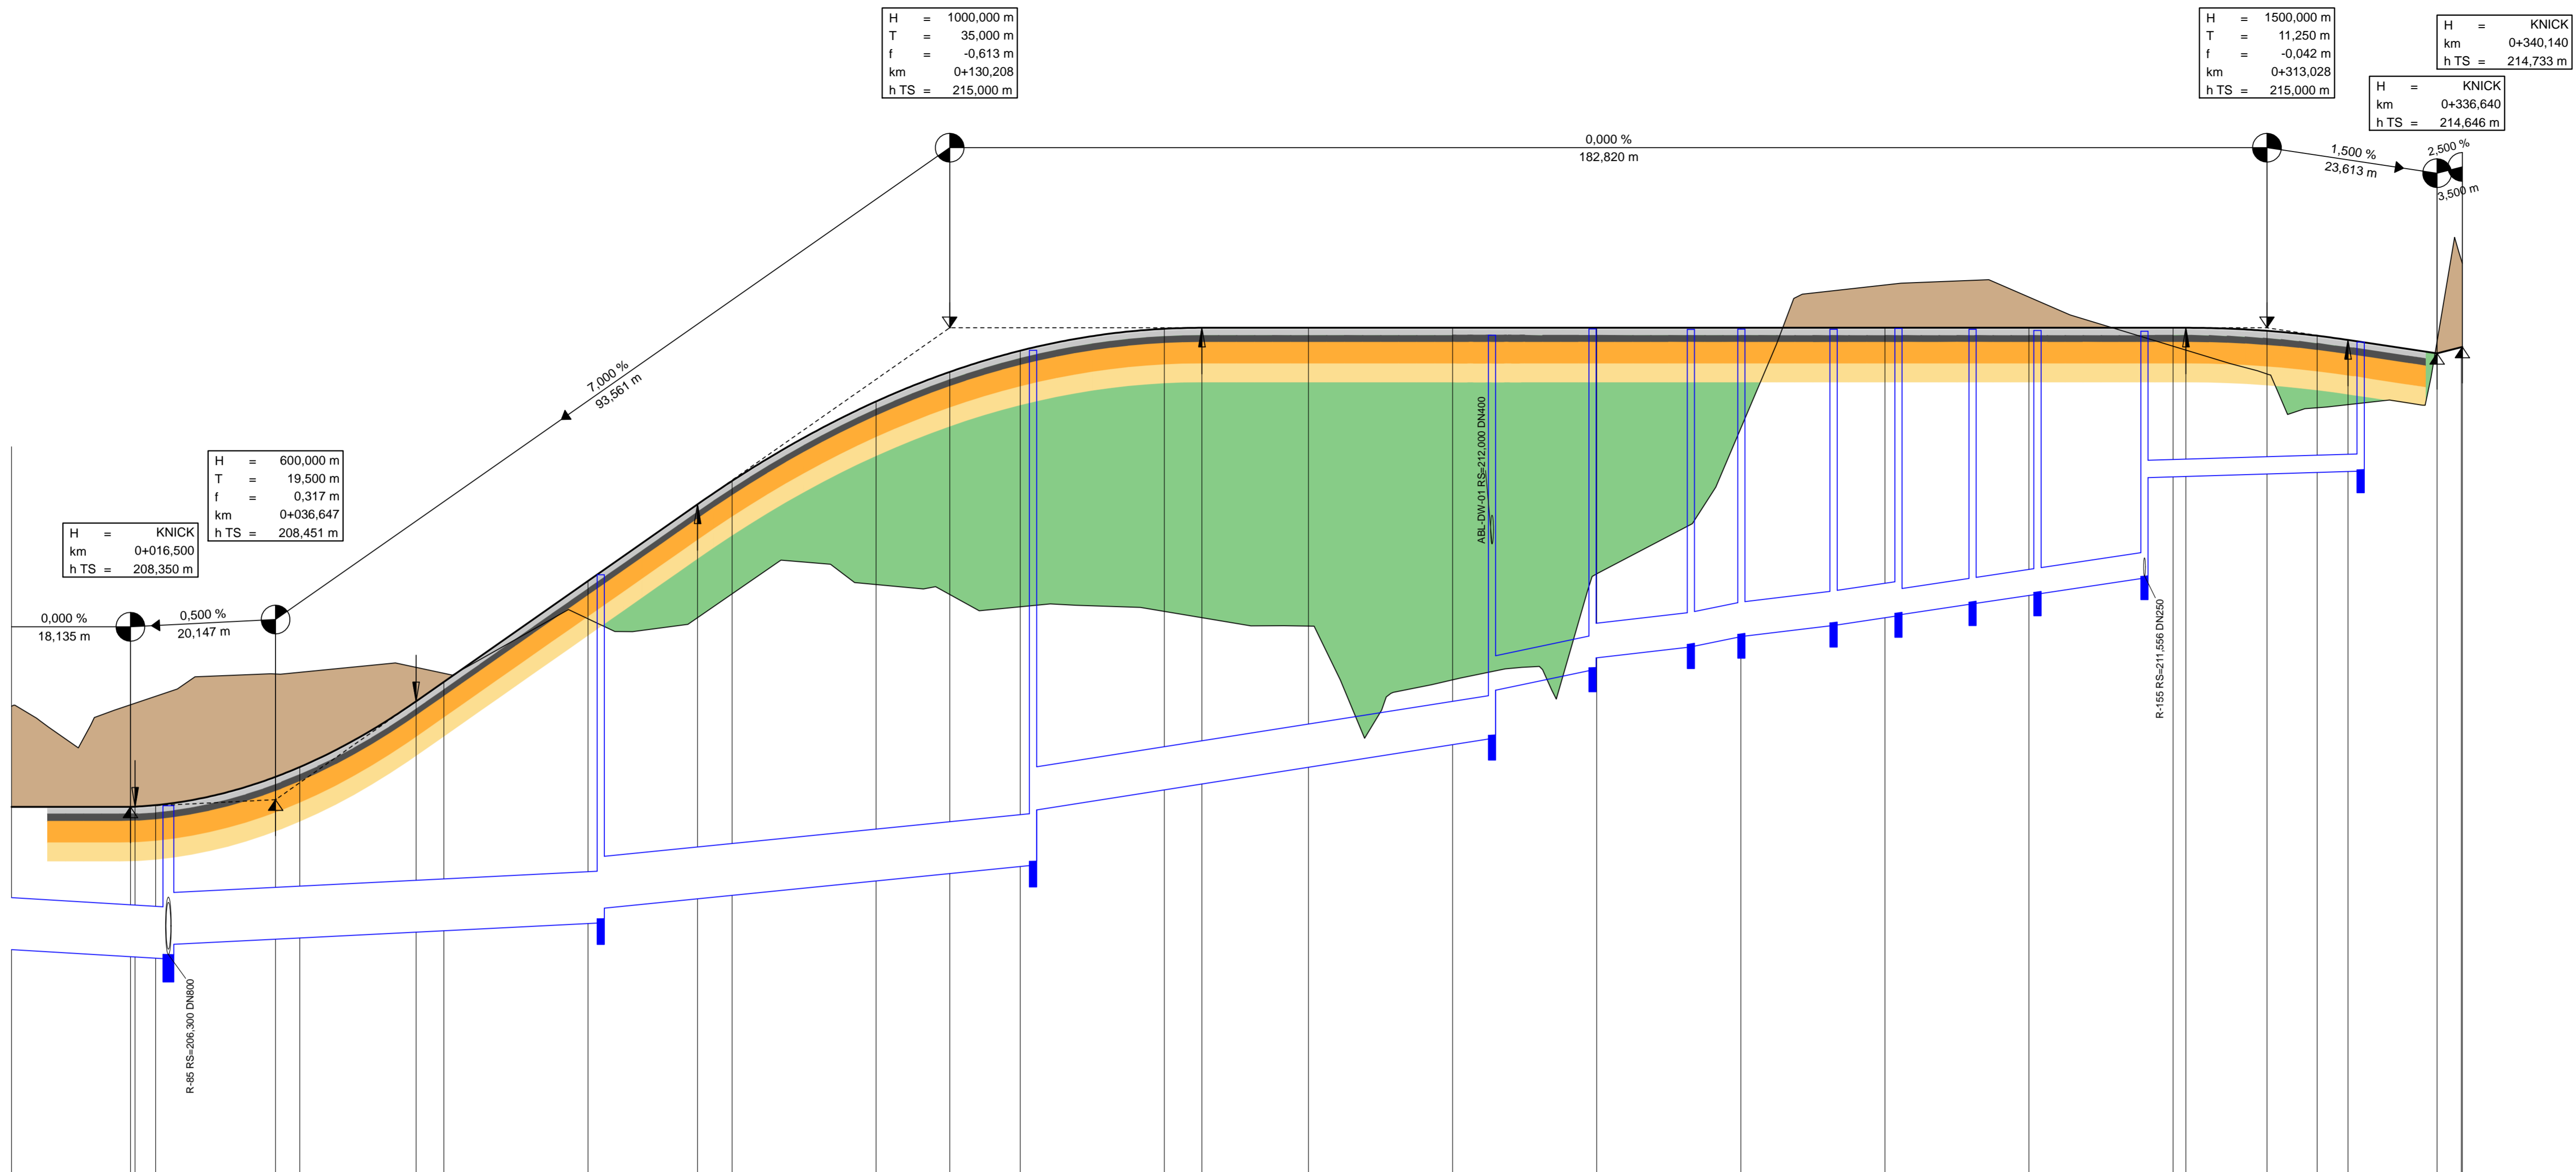 H = 1000,000 m
T = 35,000 m
f = -0,613 m
km 0+130,208
h TS = 215,000 m
H = 1500,000 m
T = 11,250 m
f = -0,042 m
km 0+313,028
h TS = 215,000 m
H = KNICK
km 0+340,140
h TS = 214,733 m
H = KNICK
km 0+336,640
h TS = 214,646 m
0,000 %
182,820 m
1,500 %
23,613 m
2,500 %
3,500 m
7,000 %
93,561 m
H = 600,000 m
T = 19,500 m
f = 0,317 m
km 0+036,647
h TS = 208,451 m
H = KNICK
km 0+016,500
h TS = 208,350 m
0,000 %
18,135 m
0,500 %
20,147 m
ABL-DW-01 RS=212,000 DN400
R-155 RS=211,556 DN250
R-85 RS=206,300 DN800